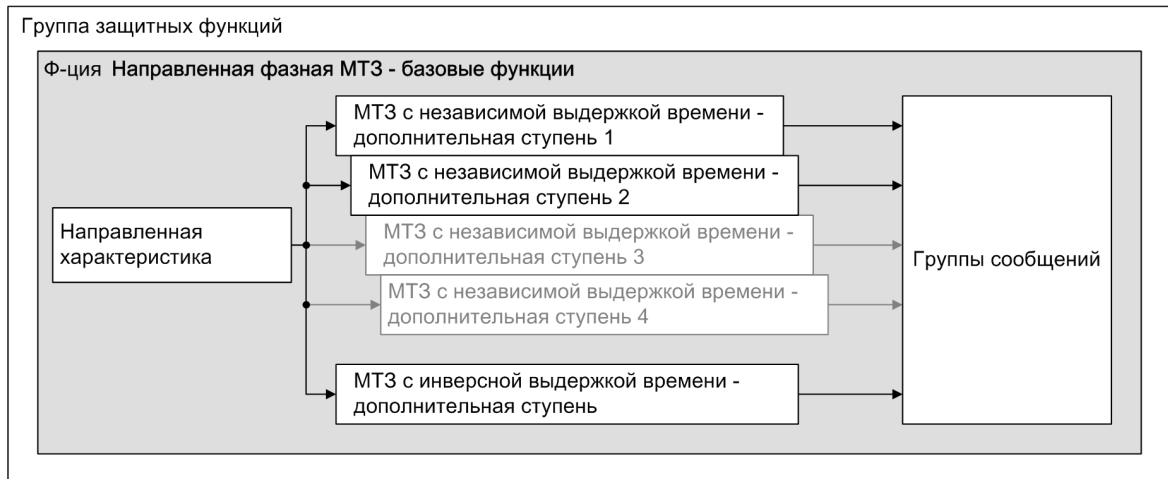 Группа защитных функций
Ф-ция Направленная фазная МТЗ - базовые функции
МТЗ с независимой выдержкой времени -
дополнительная ступень 1
МТЗ с независимой выдержкой времени -
дополнительная ступень 2
Направленная
характеристика
МТЗ с независимой выдержкой времени -
дополнительная ступень 3
Группы сообщений
МТЗ с независимой выдержкой времени -
дополнительная ступень 4
МТЗ с инверсной выдержкой времени -
дополнительная ступень